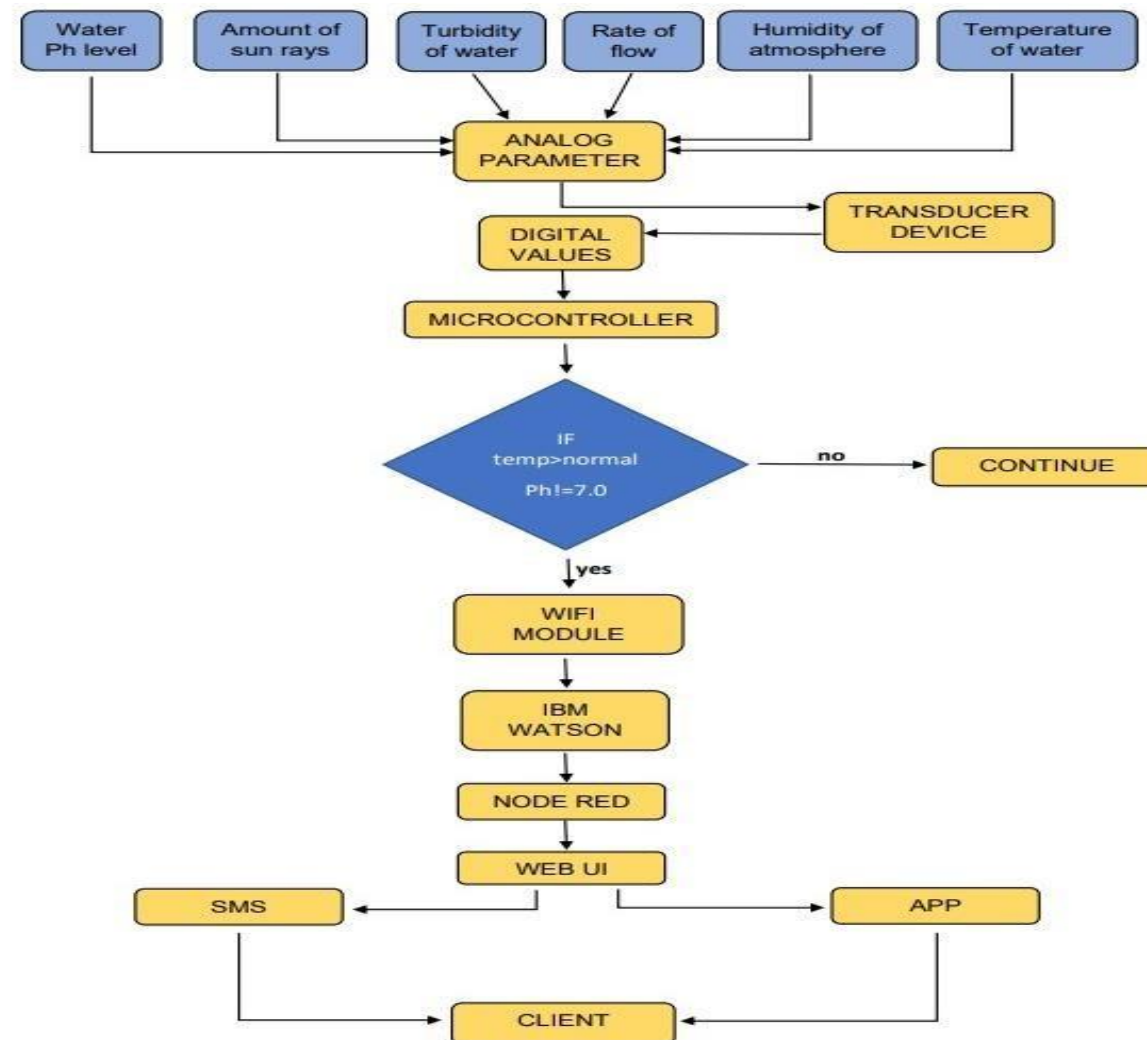 Water
Ph level
Amount of
sun rays
Turbidity
of water
Rate of
flow
Humidity of
atmosphere
Temperature
of water
ANALOG
PARAMETER
TRANSDUCER
DEVICE
DIGITAL
VALUES
MICROCONTROLLER
IF
temp>normal
Ph!=7.0
no
CONTINUE
yes
WIFI
MODULE
IBM
WATSON
NODE RED
WEB UI
SMS
APP
CLIENT